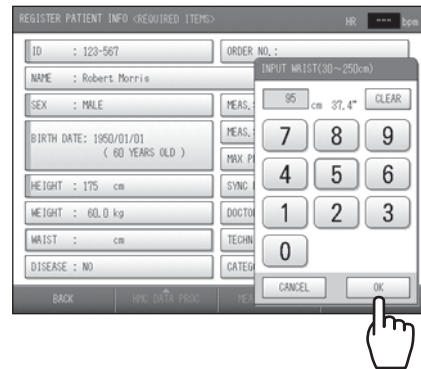 REGISTER PATIENT INFO <REQUIRED ITEMS>
HR --- bpm
ID : 123-567
ORDER NO. :
NAME : Robert Morris
SEX : MALE
MEAS.
BIRTH DATE: 1950/01/01
( 60 YEARS OLD )
MEAS.
MAX P
HEIGHT : 175 cm
SYNC
WEIGHT : 60.0 kg
DOCTO
WAIST : cm
TECHN
DISEASE : NO
CATEG
INPUT WAIST(30~250cm)
95 cm 37.4" CLEAR
7 8 9
4 5 6
1 2 3
0
CANCEL OK
BACK HMC DATA PROC MEA